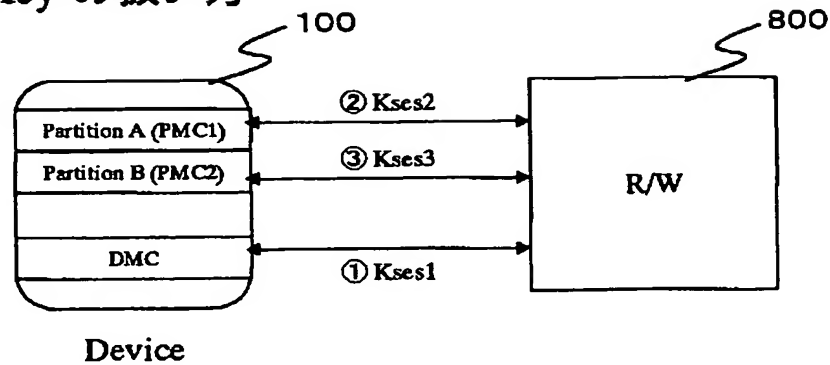 100
800
Partition A (PMC1)
② Kses2
Partition B (PMC2)
③ Kses3
R/W
DMC
① Kses1
Device